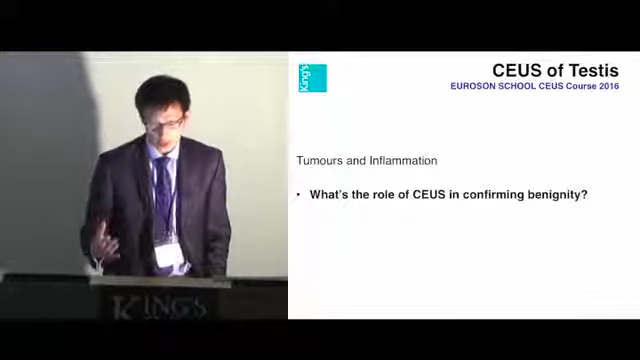 King's
CEUS of Testis
EUROSON SCHOOL CEUS Course 2016
Tumours and Inflammation
• What's the role of CEUS in confirming benignity?
KING'S